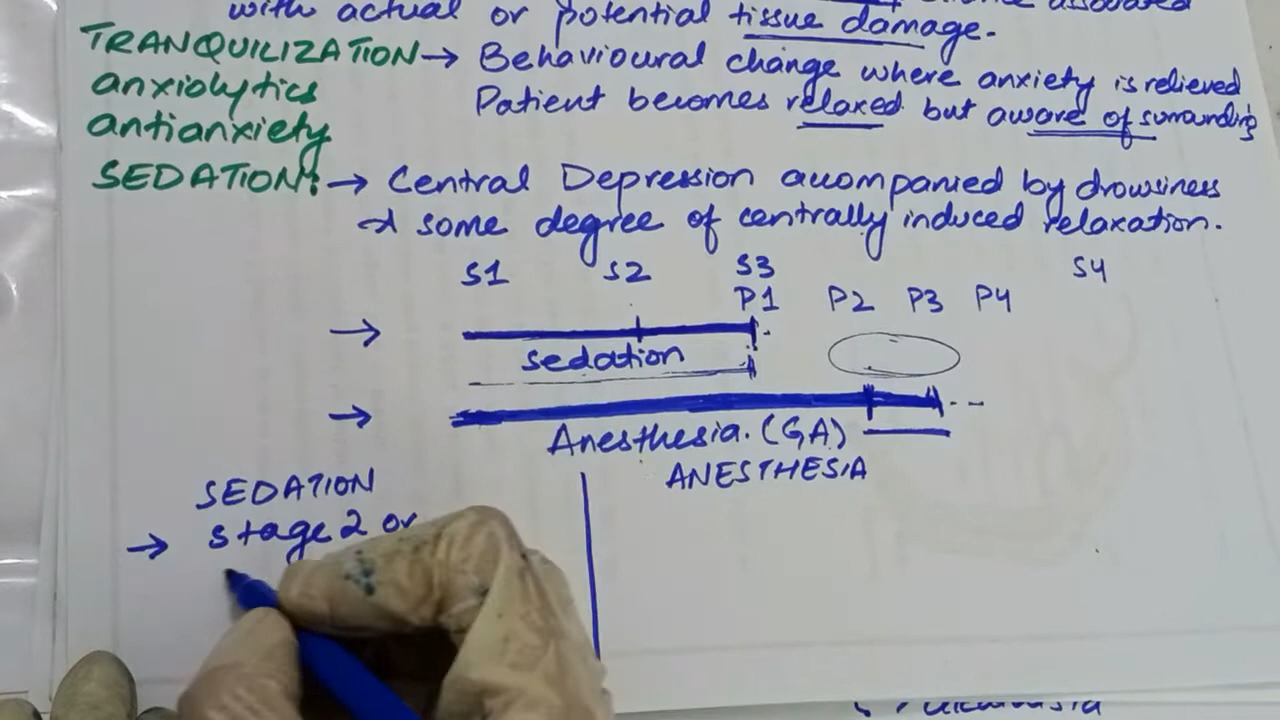 with actual or potential tissue damage.
TRANQUILIZATION → Behavioural change where anxiety is relieved
anxiolytics Patient becomes relaxed but aware of surrounding
antianxiety
SEDATION: → Central Depression accompanied by drowsiness
→ some degree of centrally induced relaxation.
S1 S2 S3 S4
P1 P2 P3 P4
→ sedation
→ Anesthesia. (GA)
SEDATION ANESTHESIA
→ stage 2 or